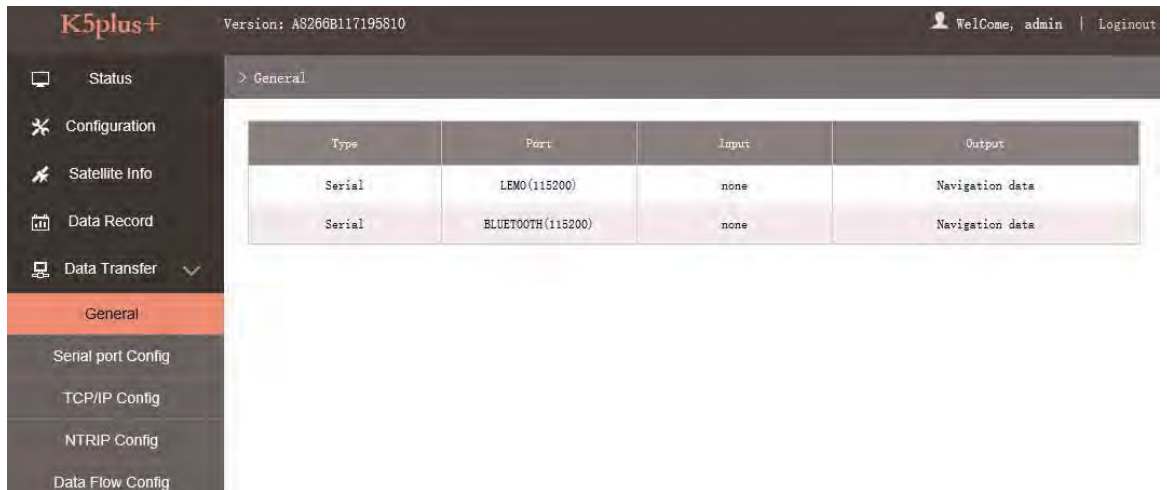 K5plus+
Version: A8266B117195810
WelCome, admin | Loginout
Status
> General
Configuration
Satellite Info
Data Record
Data Transfer
General
Serial port Config
TCP/IP Config
NTRIP Config
Data Flow Config
Type Port Input Output
Serial LEMO(115200) none Navigation data
Serial BLUETOOTH(115200) none Navigation data